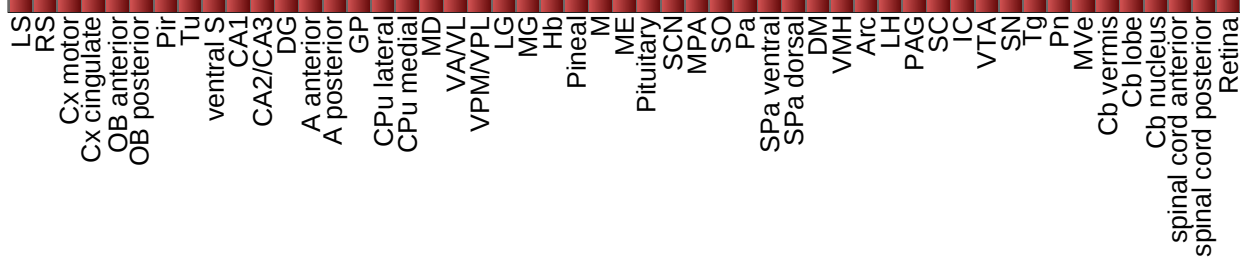 LS
RS
Cx motor
Cx cingulate
OB anterior
OB posterior
Pir
Tu
ventral S
CA1
CA2/CA3
DG
A anterior
A posterior
GP
CPu lateral
CPu medial
MD
VA/VL
VPM/VPL
LG
MG
Hb
Pineal
M
ME
Pituitary
SCN
MPA
SO
Pa
SPa ventral
SPa dorsal
DM
VMH
Arc
LH
PAG
SC
IC
VTA
SN
Tg
Pn
MVe
Cb vermis
Cb lobe
Cb nucleus
spinal cord anterior
spinal cord posterior
Retina